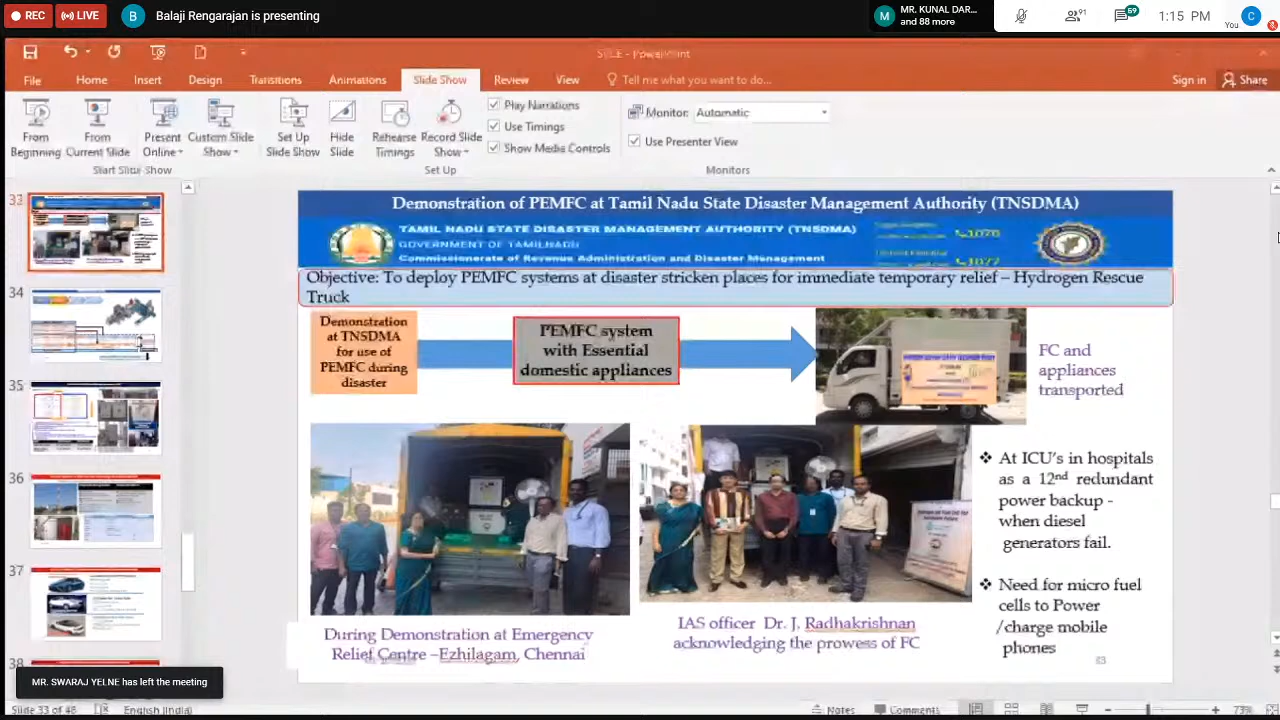 REC
LIVE
B
Balaji Rengarajan is presenting
M
MR. KUNAL DAR...
and 88 more
91
59
1:15 PM
You
C
SVCE - PowerPoint
File
Home
Insert
Design
Transitions
Animations
Slide Show
Review
View
Tell me what you want to do...
Sign in
Share
From Beginning
From Current Slide
Present Online
Custom Slide Show
Set Up Slide Show
Hide Slide
Rehearse Timings
Record Slide Show
Play Narrations
Use Timings
Show Media Controls
Monitor:
Automatic
Use Presenter View
Start Slide Show
Set Up
Monitors
33
34
35
36
37
38
Demonstration of PEMFC at Tamil Nadu State Disaster Management Authority (TNSDMA)
TAMIL NADU STATE DISASTER MANAGEMENT AUTHORITY (TNSDMA)
GOVERNMENT OF TAMILNADU
Commissionerate of Revenue Administration and Disaster Management
1070
1077
Objective: To deploy PEMFC systems at disaster stricken places for immediate temporary relief – Hydrogen Rescue
Truck
Demonstration
at TNSDMA
for use of
PEMFC during
disaster
PEMFC system
with Essential
domestic appliances
FC and
appliances
transported
❖ At ICU's in hospitals
as a 12nd redundant
power backup -
when diesel
generators fail.
❖ Need for micro fuel
cells to Power
/charge mobile
phones
During Demonstration at Emergency
Relief Centre –Ezhilagam, Chennai
IAS officer Dr. J. Radhakrishnan
acknowledging the prowess of FC
MR. SWARAJ YELNE has left the meeting
Slide 33 of 48
English (India)
Notes
Comments
73%